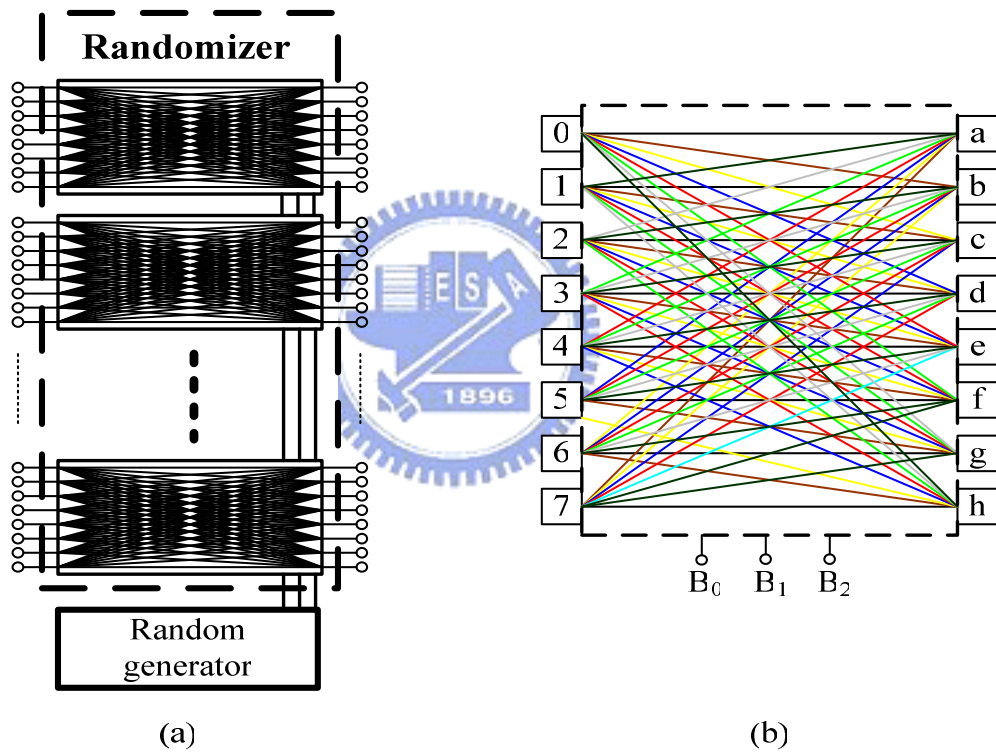 Randomizer
Random
generator
(a)
0
1
2
3
4
5
6
7
a
b
c
d
e
f
g
h
B₀ B₁ B₂
(b)
E S A
1896